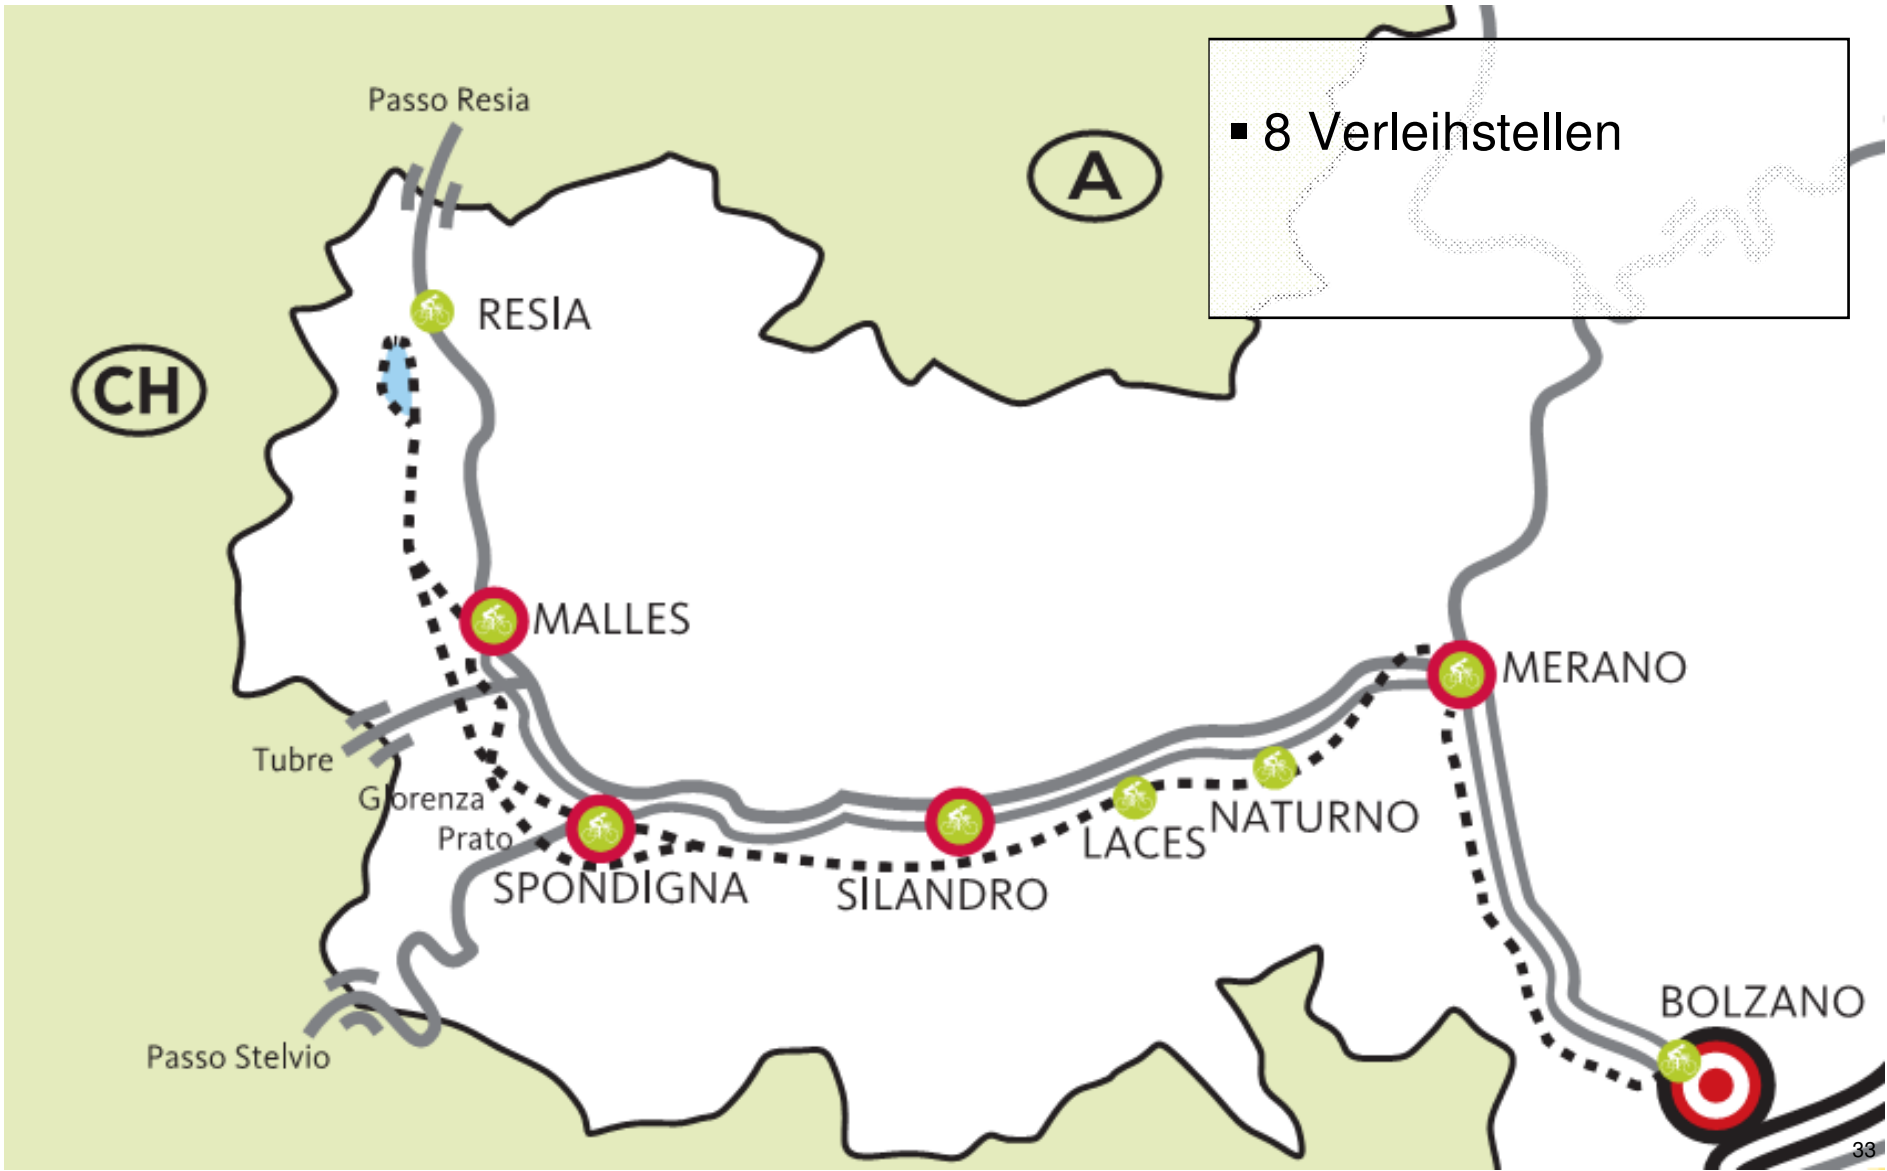 Passo Resia
▪ 8 Verleihstellen
A
RESIA
CH
MALLES
MERANO
Tubre
Glorenza
Prato
NATURNO
LACES
SPONDIGNA
SILANDRO
BOLZANO
Passo Stelvio
33